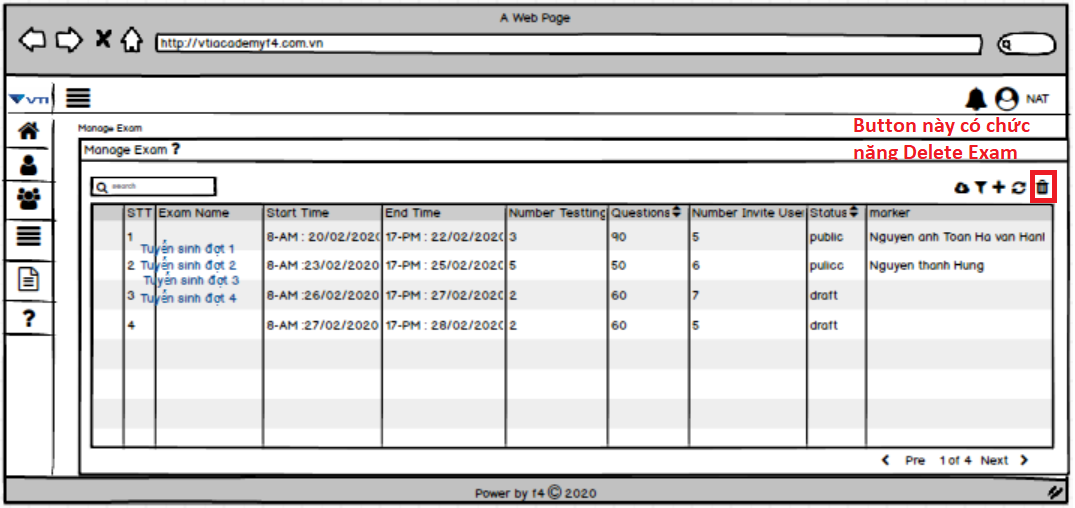 A Web Page
http://vtiacademyf4.com.vn
VTI
NAT
Button này có chức
năng Delete Exam
Manage Exam
Manage Exam ?
search
STT Exam Name Start Time End Time Number Testting Questions Number Invite User Status marker
1 Tuyển sinh đợt 1 8-AM : 20/02/2020 17-PM : 22/02/2020 3 90 5 public Nguyen anh Toan Ha van Hanh
2 Tuyển sinh đợt 2 8-AM :23/02/2020 17-PM : 25/02/2020 5 50 6 pulicc Nguyen thanh Hung
Tuyển sinh đợt 3
3 Tuyển sinh đợt 4 8-AM :26/02/2020 17-PM : 27/02/2020 2 60 7 draft
4 8-AM :27/02/2020 17-PM : 28/02/2020 2 60 5 draft
?
Pre 1 of 4 Next
Power by f4 © 2020